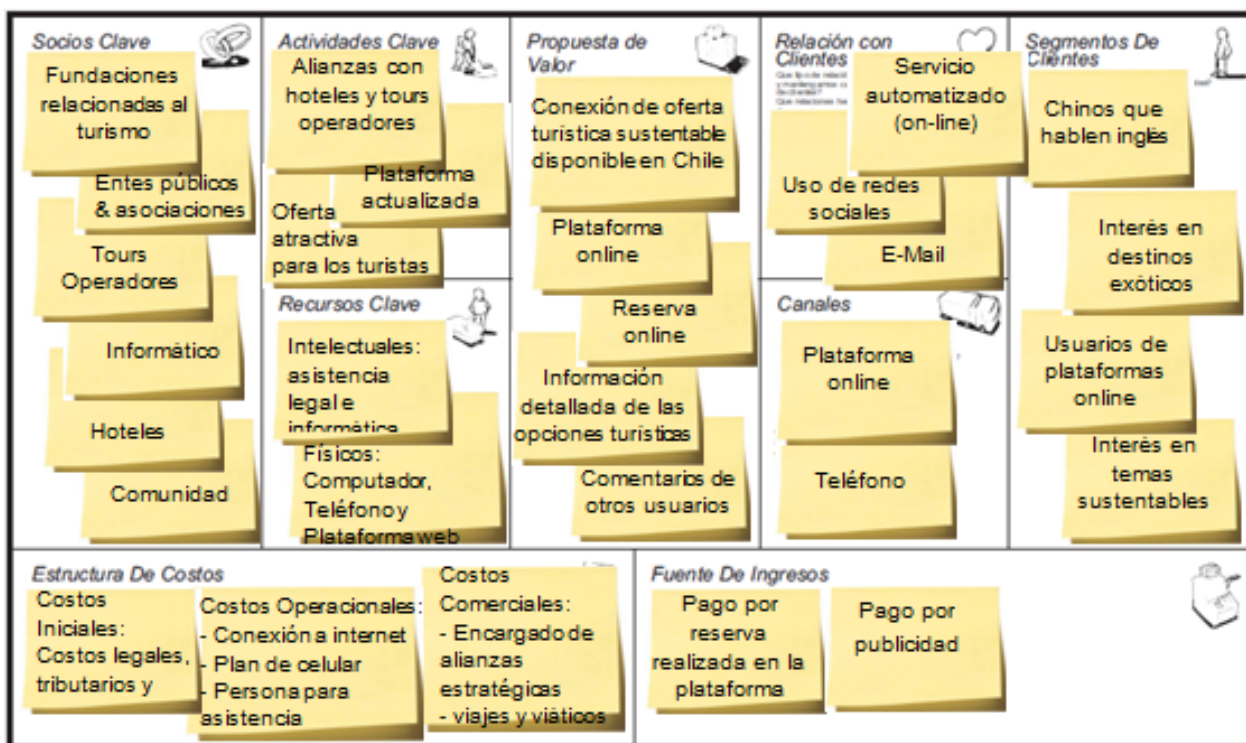 Socios Clave
Fundaciones
relacionadas al
turismo
Entes públicos
& asociaciones
Tours
Operadores
Informático
Hoteles
Comunidad
Actividades Clave
Alianzas con
hoteles y tours
operadores
Plataforma
actualizada
Oferta
atractiva
para los turistas
Recursos Clave
Intelectuales:
asistencia
legal e
informática
Físicos:
Computador,
Teléfono y
Plataforma web
Propuesta de
Valor
Conexión de oferta
turística sustentable
disponible en Chile
Plataforma
online
Reserva
online
Información
detallada de las
opciones turísticas
Comentarios de
otros usuarios
Relación con
Clientes
Servicio
automatizado
(on-line)
Uso de redes
sociales
E-Mail
Canales
Plataforma
online
Teléfono
Segmentos De
Clientes
Chinos que
hablen inglés
Interés en
destinos
exóticos
Usuarios de
plataformas
online
Interés en
temas
sustentables
Estructura De Costos
Costos
Iniciales:
Costos legales,
tributarios y
Costos Operacionales:
- Conexión a internet
- Plan de celular
- Persona para
asistencia
Costos
Comerciales:
- Encargado de
alianzas
estratégicas
- viajes y viáticos
Fuente De Ingresos
Pago por
reserva
realizada en la
plataforma
Pago por
publicidad